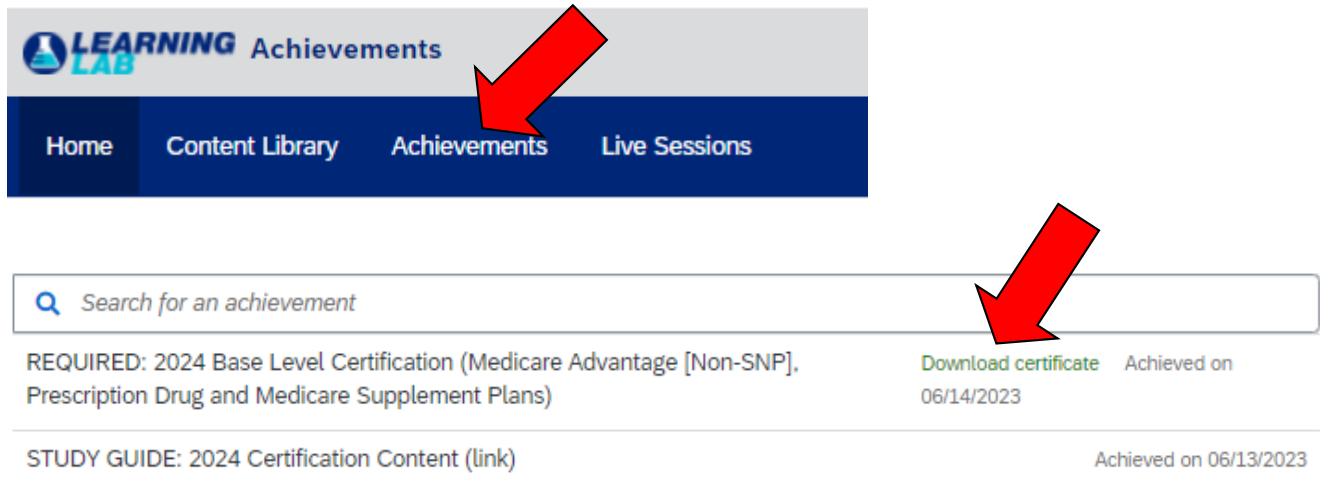 LEARNING LAB Achievements
Home Content Library Achievements Live Sessions
Search for an achievement
REQUIRED: 2024 Base Level Certification (Medicare Advantage [Non-SNP], Download certificate Achieved on
Prescription Drug and Medicare Supplement Plans) 06/14/2023
STUDY GUIDE: 2024 Certification Content (link) Achieved on 06/13/2023